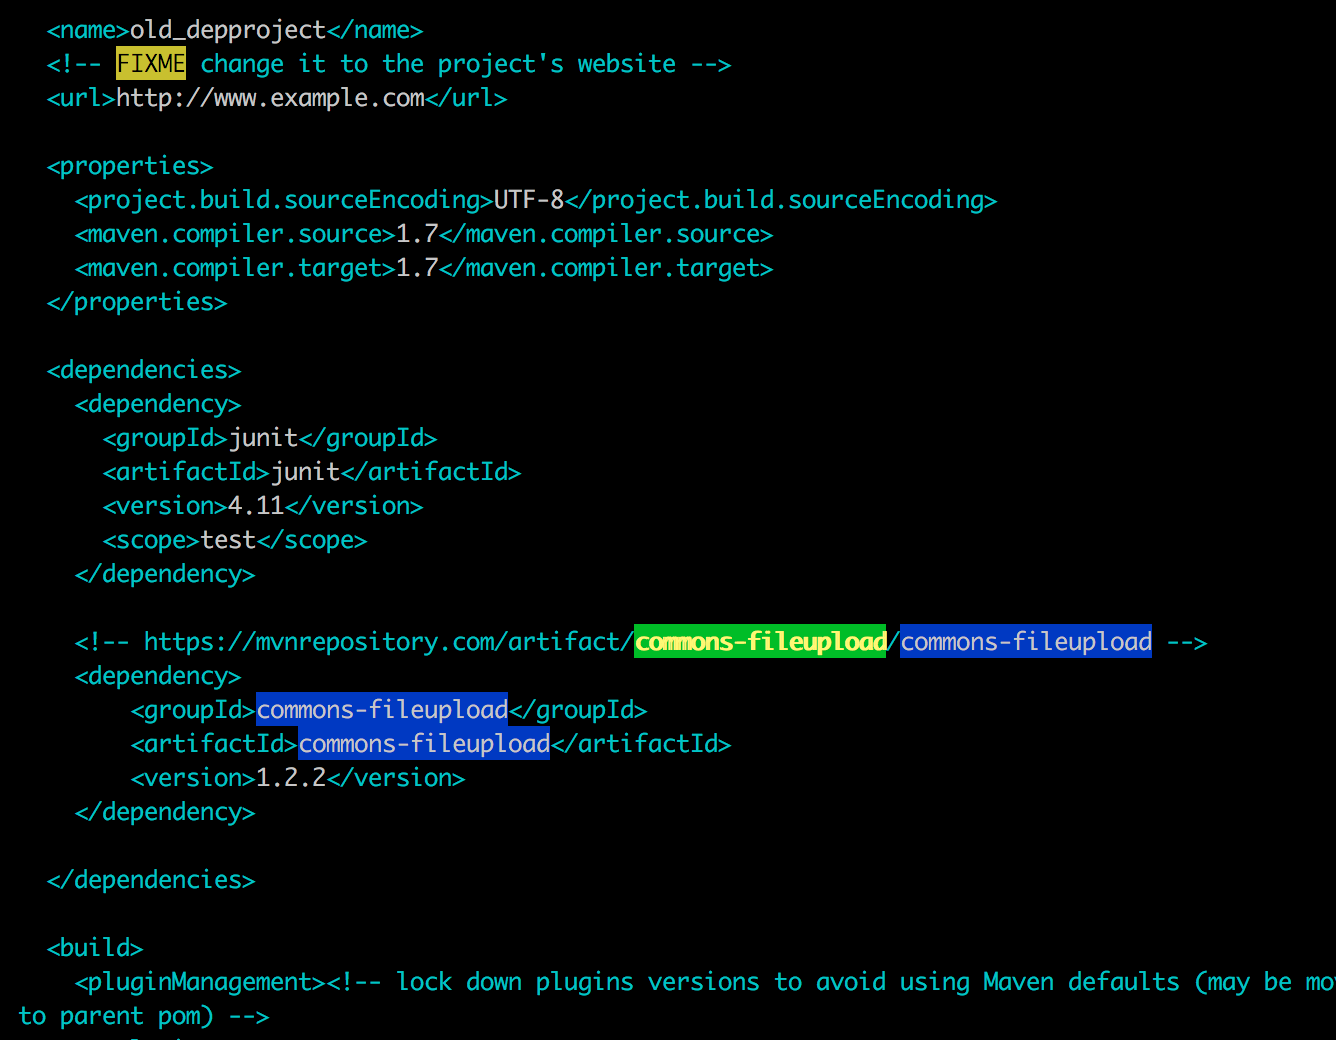 <name>old_depproject</name>
<!-- FIXME change it to the project's website -->
<url>http://www.example.com</url>
<properties>
<project.build.sourceEncoding>UTF-8</project.build.sourceEncoding>
<maven.compiler.source>1.7</maven.compiler.source>
<maven.compiler.target>1.7</maven.compiler.target>
</properties>
<dependencies>
<dependency>
<groupId>junit</groupId>
<artifactId>junit</artifactId>
<version>4.11</version>
<scope>test</scope>
</dependency>
<!-- https://mvnrepository.com/artifact/commons-fileupload/commons-fileupload -->
<dependency>
<groupId>commons-fileupload</groupId>
<artifactId>commons-fileupload</artifactId>
<version>1.2.2</version>
</dependency>
</dependencies>
<build>
<pluginManagement><!-- lock down plugins versions to avoid using Maven defaults (may be mo
to parent pom) -->